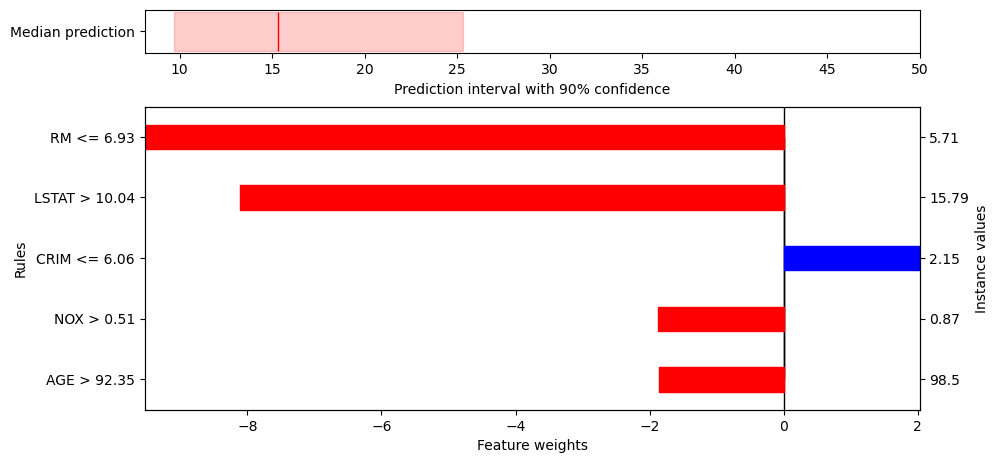 Median prediction
10 15 20 25 30 35 40 45 50
Prediction interval with 90% confidence
RM <= 6.93 5.71
LSTAT > 10.04 15.79
CRIM <= 6.06 2.15
NOX > 0.51 0.87
AGE > 92.35 98.5
Rules
Instance values
−8 −6 −4 −2 0 2
Feature weights